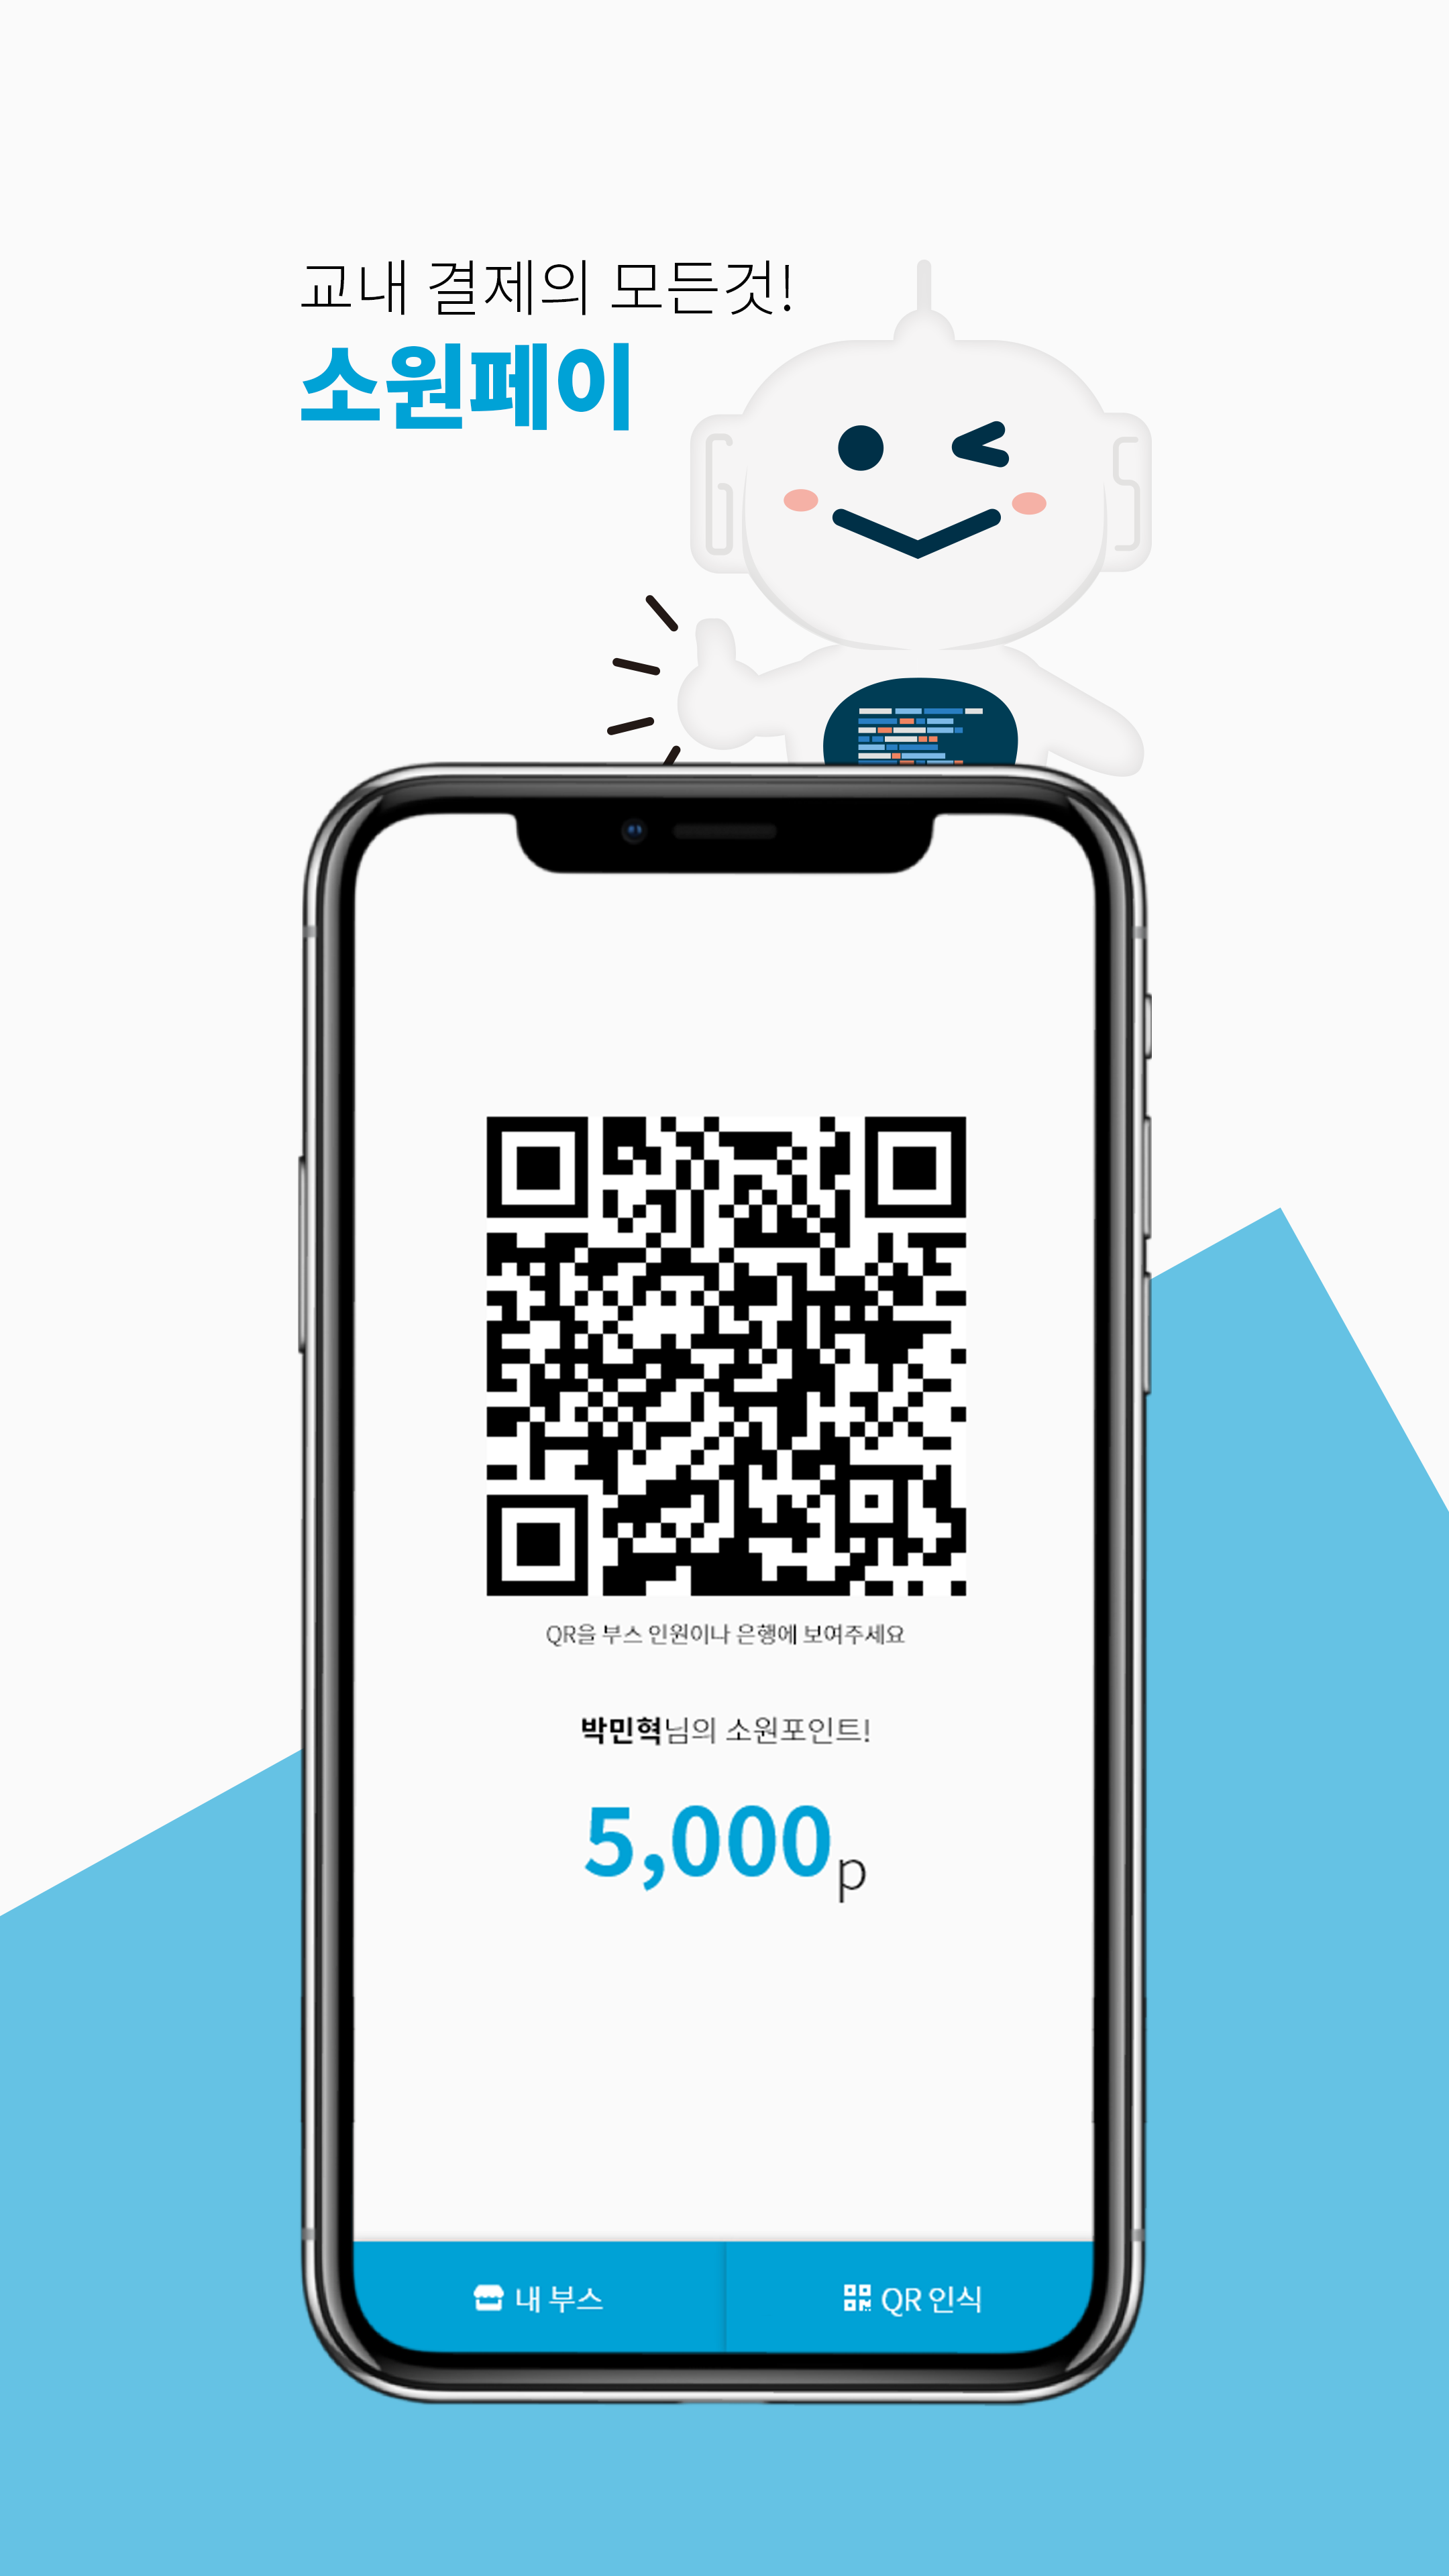 교내 결제의 모든것!
소원페이
QR을 부스 인원이나 은행에 보여주세요
박민혁님의 소원포인트!
5,000p
내 부스
QR 인식